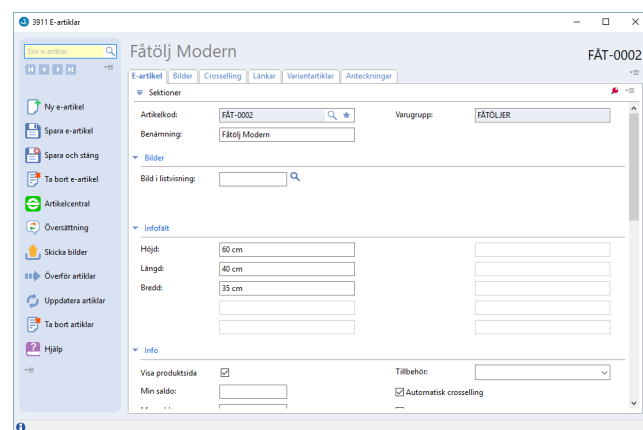 3911 E-artiklar
Sök e-artiklar
Fåtölj Modern
FÅT-0002
E-artikel Bilder Crosselling Länkar Variantartiklar Anteckningar
Sektioner
Ny e-artikel
Spara e-artikel
Spara och stäng
Ta bort e-artikel
Artikelcentral
Översättning
Skicka bilder
Överför artiklar
Uppdatera artiklar
Ta bort artiklar
Hjälp
Artikelkod: FÅT-0002 Varugrupp: FÅTÖLJER
Benämning: Fåtölj Modern
Bilder
Bild i listvisning:
Infofält
Höjd: 60 cm
Längd: 40 cm
Bredd: 35 cm
Info
Visa produktsida Tillbehör:
Min saldo: Automatisk crosselling